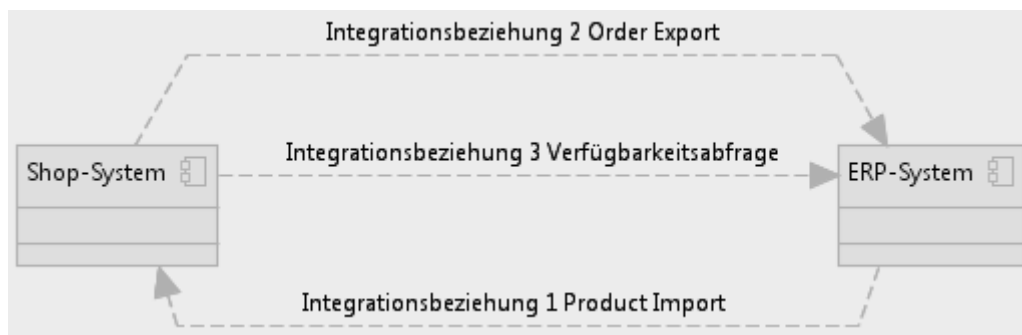 Integrationsbeziehung 2 Order Export
Integrationsbeziehung 3 Verfügbarkeitsabfrage
Shop-System
ERP-System
Integrationsbeziehung 1 Product Import